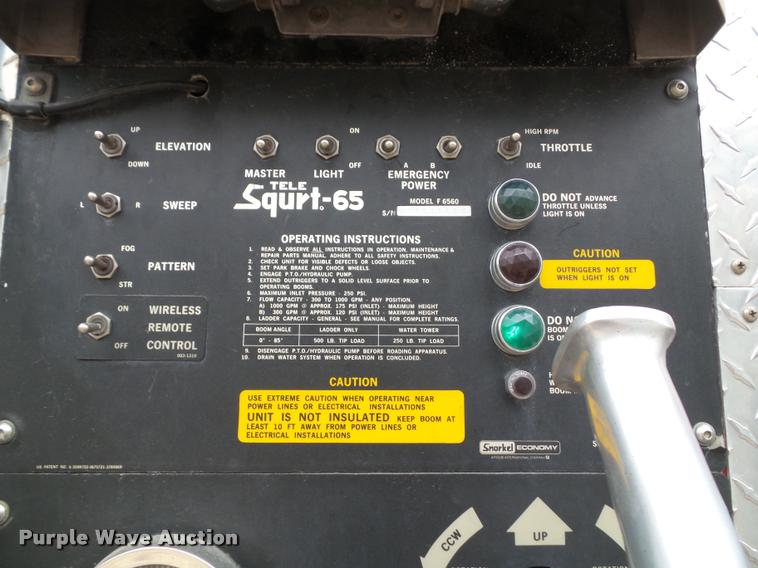 UP
ELEVATION
DOWN
L R SWEEP
FOG
PATTERN
STR
ON WIRELESS
REMOTE
OFF CONTROL
ON
OFF
MASTER LIGHT
A B
EMERGENCY
POWER
HIGH RPM
THROTTLE
IDLE
TELE
Squrt-65
MODEL F 6560
S/N
OPERATING INSTRUCTIONS
1. READ & OBSERVE ALL INSTRUCTIONS IN OPERATION, MAINTENANCE &
REPAIR PARTS MANUAL, ADHERE TO ALL SAFETY INSTRUCTIONS.
2. CHECK UNIT FOR VISIBLE DEFECTS OR LOOSE OBJECTS.
3. SET PARK BRAKE AND CHOCK WHEELS.
4. ENGAGE P.T.O./HYDRAULIC PUMP.
5. EXTEND OUTRIGGERS TO A SOLID LEVEL SURFACE PRIOR TO
OPERATING BOOMS.
6. MAXIMUM INLET PRESSURE - 250 PSI.
7. FLOW CAPACITY - 300 TO 1000 GPM - ANY POSITION.
A) 1000 GPM @ APPROX. 175 PSI (INLET) - MAXIMUM HEIGHT
B) 300 GPM @ APPROX. 120 PSI (INLET) - MAXIMUM HEIGHT
8. LADDER CAPACITY - GENERAL - SEE MANUAL FOR COMPLETE RATINGS.
BOOM ANGLE LADDER ONLY WATER TOWER
0° - 85° 500 LB. TIP LOAD 250 LB. TIP LOAD
9. DISENGAGE P.T.O./HYDRAULIC PUMP BEFORE ROADING APPARATUS.
10. DRAIN WATER SYSTEM WHEN OPERATION IS CONCLUDED.
DO NOT ADVANCE
THROTTLE UNLESS
LIGHT IS ON
CAUTION
OUTRIGGERS NOT SET
WHEN LIGHT IS ON
DO NO
BOOM
IS ON
CAUTION
USE EXTREME CAUTION WHEN OPERATING NEAR
POWER LINES OR ELECTRICAL INSTALLATIONS
UNIT IS NOT INSULATED KEEP BOOM AT
LEAST 10 FT AWAY FROM POWER LINES OR
ELECTRICAL INSTALLATIONS
Snorkel ECONOMY
CCW
UP
Purple Wave Auction